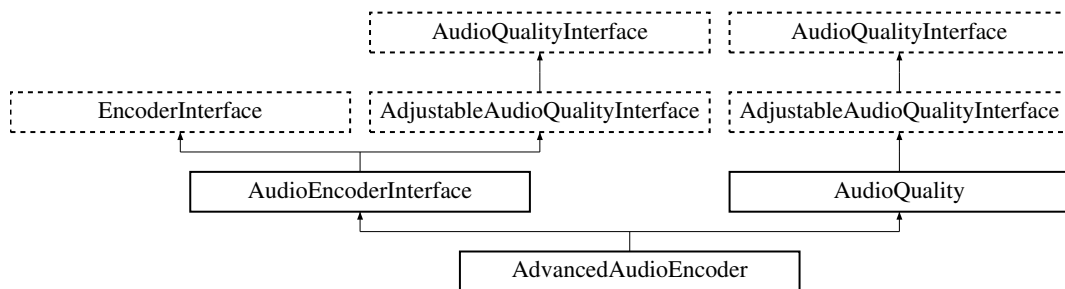 AudioQualityInterface
AudioQualityInterface
EncoderInterface
AdjustableAudioQualityInterface
AdjustableAudioQualityInterface
AudioEncoderInterface
AudioQuality
AdvancedAudioEncoder